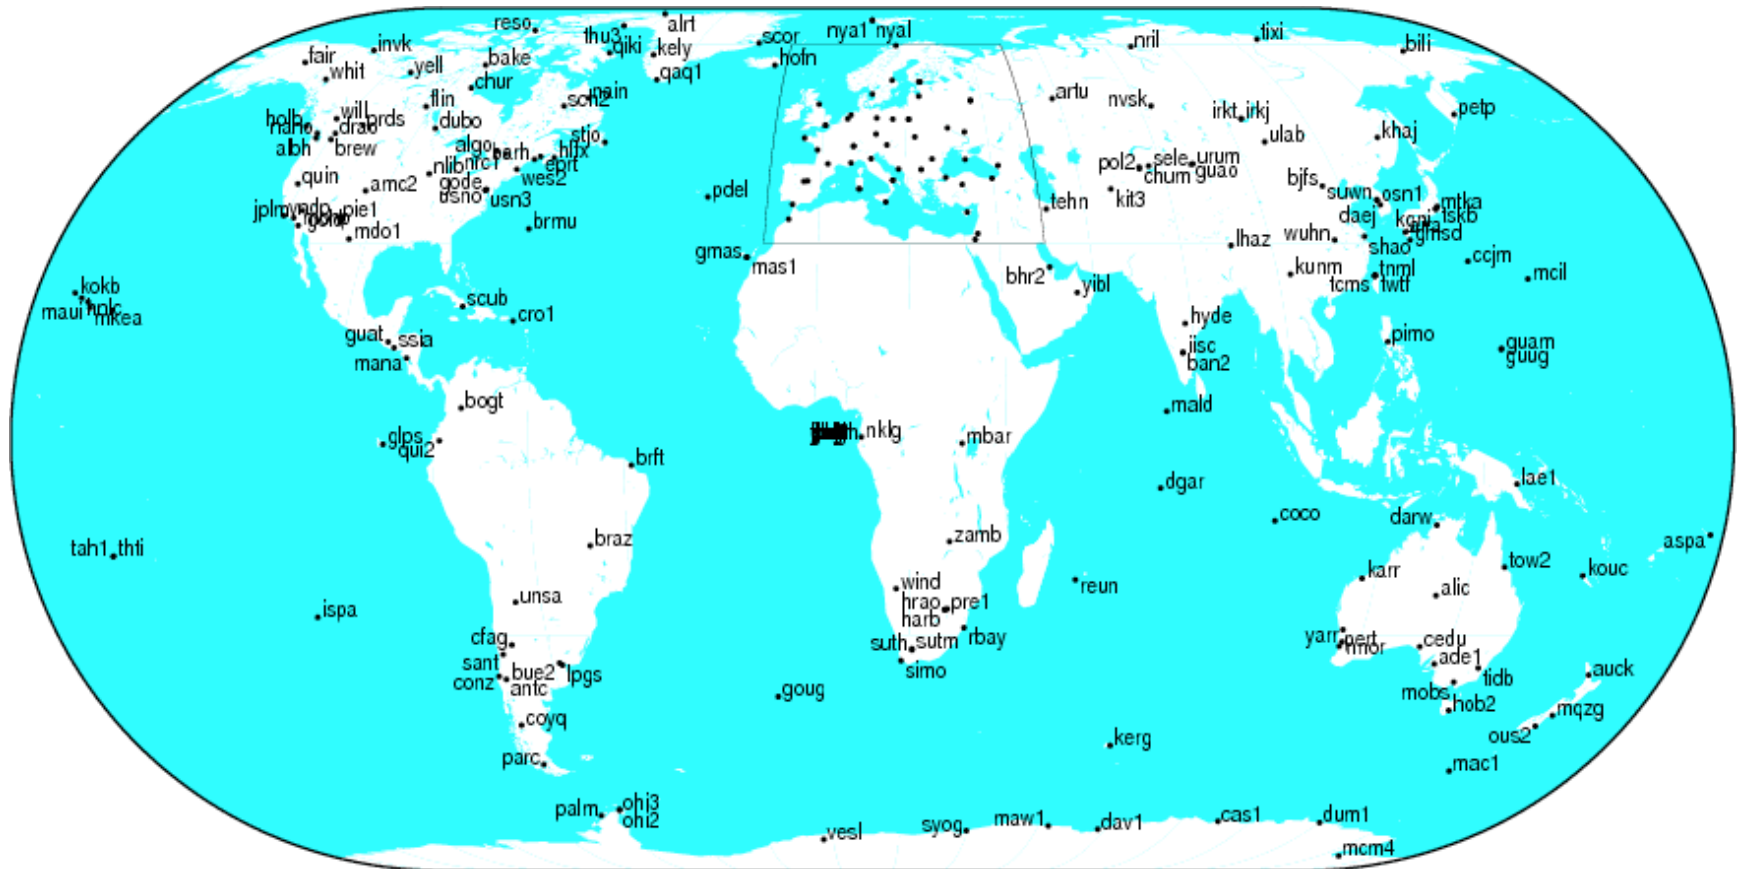 reso
alrt
thu3
qiki
kely
scor
nya1
nyal
tixi
nril
bili
invk
fair
whit
yell
bake
chur
qaq1
hofn
nain
sch2
flin
will
prds
holb
drao
dubo
albh
brew
algo
nrc1
barh
hlfx
eprt
stjo
artu
nvsk
irkt
irkj
petp
ulab
khaj
nlib
quin
amc2
gode
usno
wes2
usn3
pdel
pol2
sele
urum
chum
guao
kit3
tehn
bjfs
suwn
osn1
mtka
tskb
daej
jplm
pie1
mdo1
brmu
gmas
mas1
lhaz
wuhn
shao
ccjm
kunm
tnml
tcms
twtf
mcil
bhr2
yibl
kokb
maui
mkea
scub
cro1
hyde
guat
ssia
mana
iisc
ban2
pimo
guam
guug
bogt
mald
glps
qui2
nklg
mbar
brft
dgar
lae1
coco
darw
tah1
thti
braz
zamb
aspa
tow2
karr
kouc
wind
reun
alic
unsa
hrao
pre1
harb
ispa
cfag
suth
sutm
rbay
yarr
pert
cedu
sant
bue2
lpgs
simo
ade1
tidb
auck
conz
antc
goug
mobs
hob2
mqzg
coyq
kerg
ous2
parc
mac1
palm
ohi3
ohi2
vesl
syog
maw1
dav1
cas1
dum1
mcm4